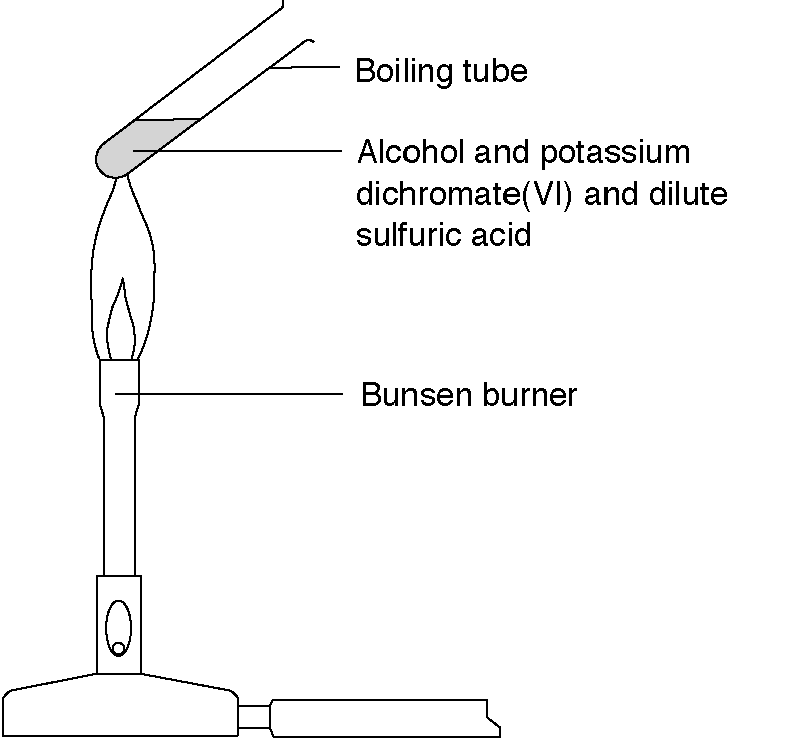 Boiling tube
Alcohol and potassium
dichromate(VI) and dilute
sulfuric acid
Bunsen burner